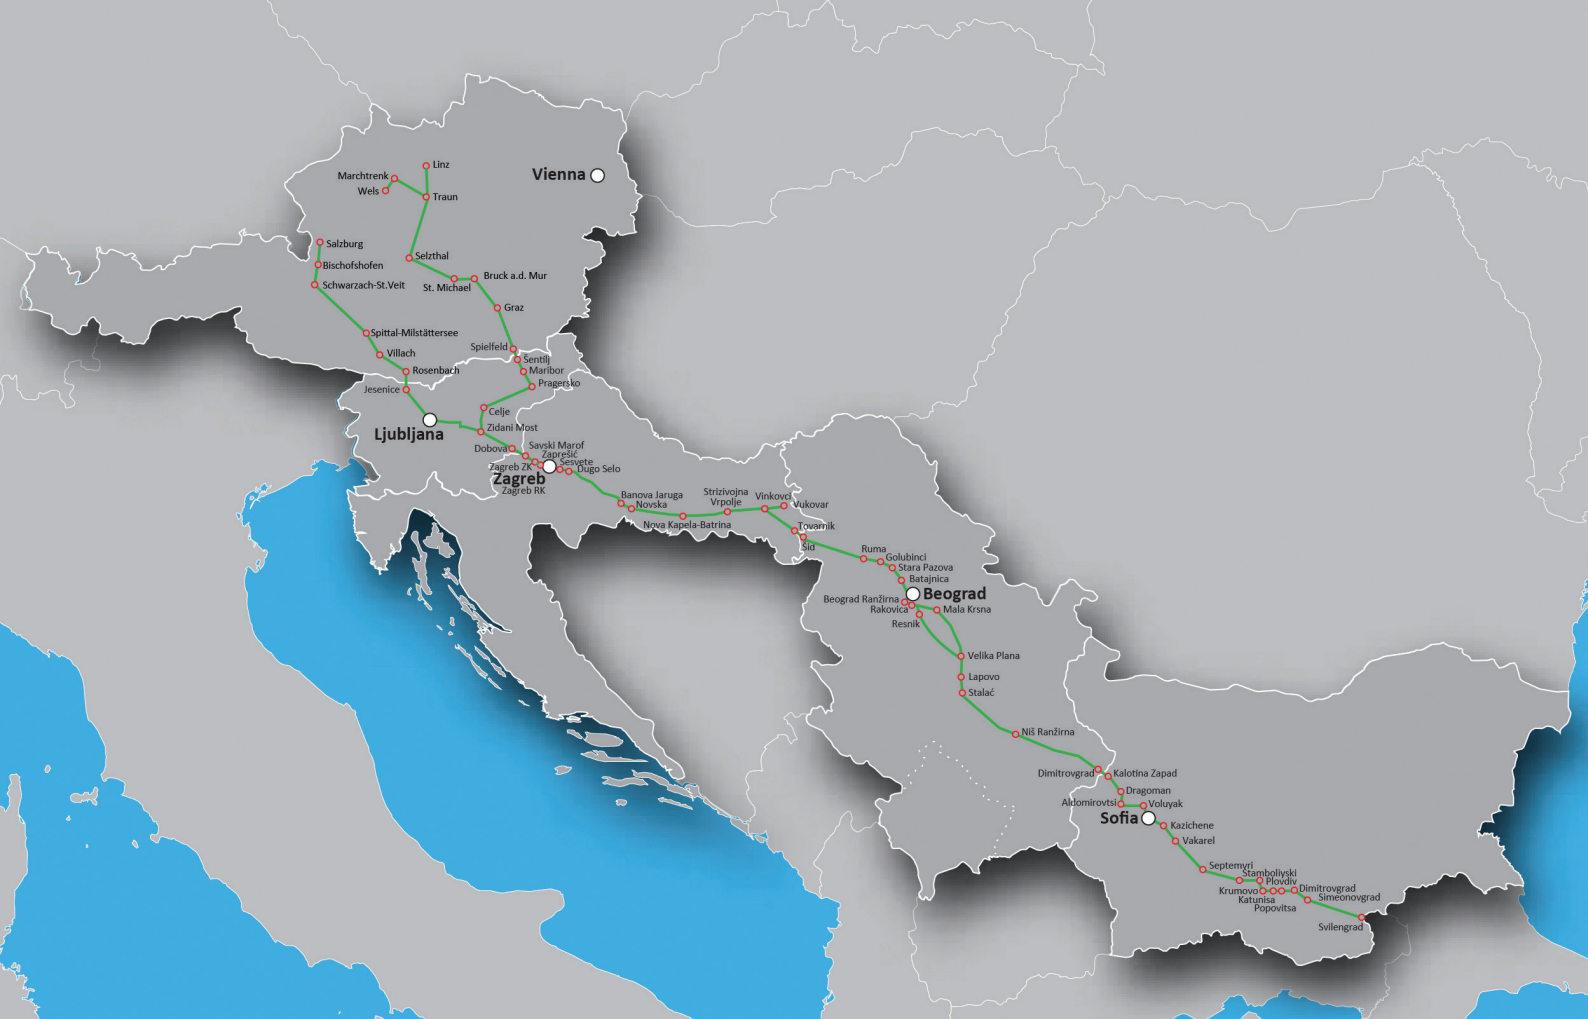 Linz
Marchtrenk
Vienna
Wels
Traun
Salzburg
Selzthal
Bischofshofen
Bruck a.d. Mur
Schwarzach-St.Veit
St. Michael
Graz
Spittal-Milstättersee
Spielfeld
Villach
Šentilj
Rosenbach
Maribor
Jesenice
Pragersko
Celje
Zidani Most
Ljubljana
Dobova
Savski Marof
Zaprešić
Zagreb ZK
Sesvete
Dugo Selo
Zagreb
Zagreb RK
Banova Jaruga
Novska
Strizivojna
Vrpolje
Vinkovci
Vukovar
Nova Kapela-Batrina
Tovarnik
Šid
Ruma
Golubinci
Stara Pazova
Batajnica
Beograd
Beograd Ranžirna
Rakovica
Mala Krsna
Resnik
Velika Plana
Lapovo
Stalać
Niš Ranžirna
Dimitrovgrad
Kalotina Zapad
Dragoman
Aldomirovtsi
Voluyak
Sofia
Kazichene
Vakarel
Septemvri
Stamboliyski
Plovdiv
Krumovo
Dimitrovgrad
Katunisa
Simeonovgrad
Popovitsa
Svilengrad